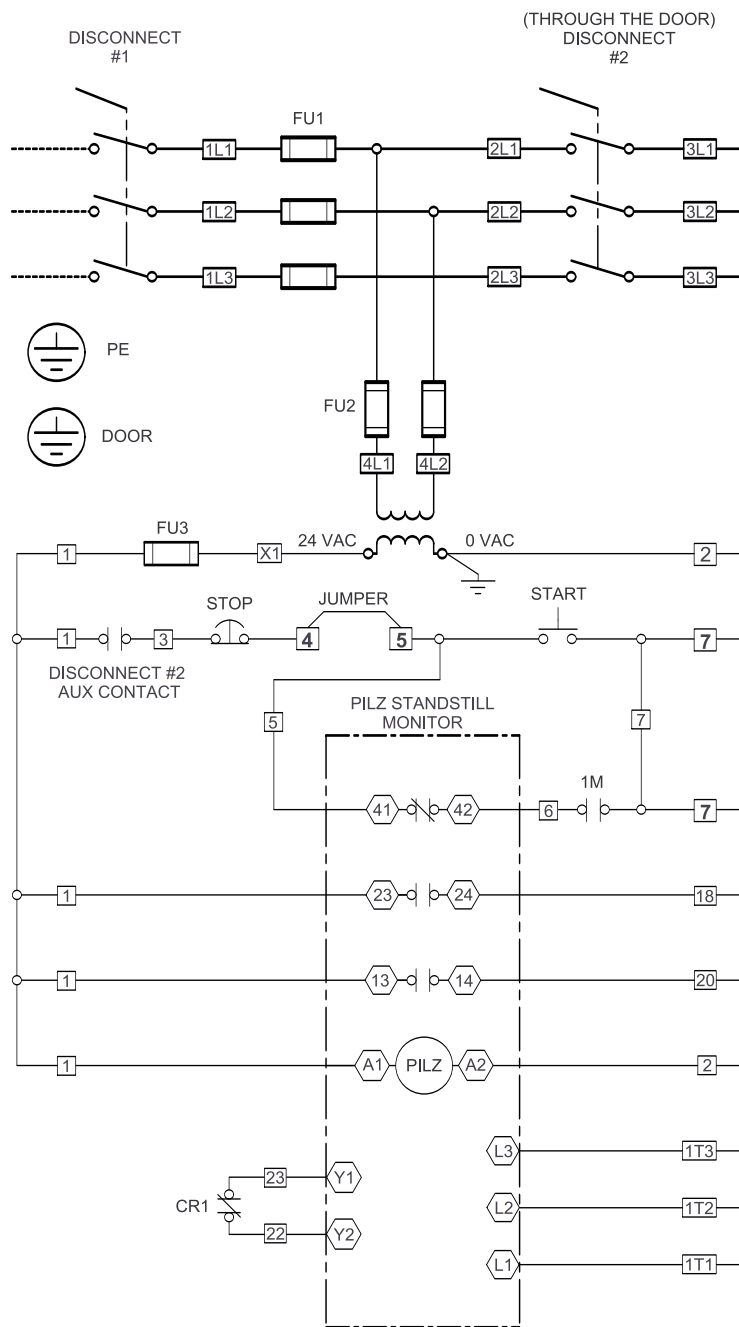 DISCONNECT
#1
(THROUGH THE DOOR)
DISCONNECT
#2
FU1
1L1
2L1
3L1
1L2
2L2
3L2
1L3
2L3
3L3
PE
DOOR
FU2
4L1
4L2
1
FU3
X1
24 VAC
0 VAC
2
STOP
JUMPER
START
1
3
4
5
7
DISCONNECT #2
AUX CONTACT
PILZ STANDSTILL
MONITOR
5
7
1M
41
42
6
7
1
23
24
18
1
13
14
20
1
A1
PILZ
A2
2
L3
1T3
23
Y1
CR1
L2
1T2
22
Y2
L1
1T1